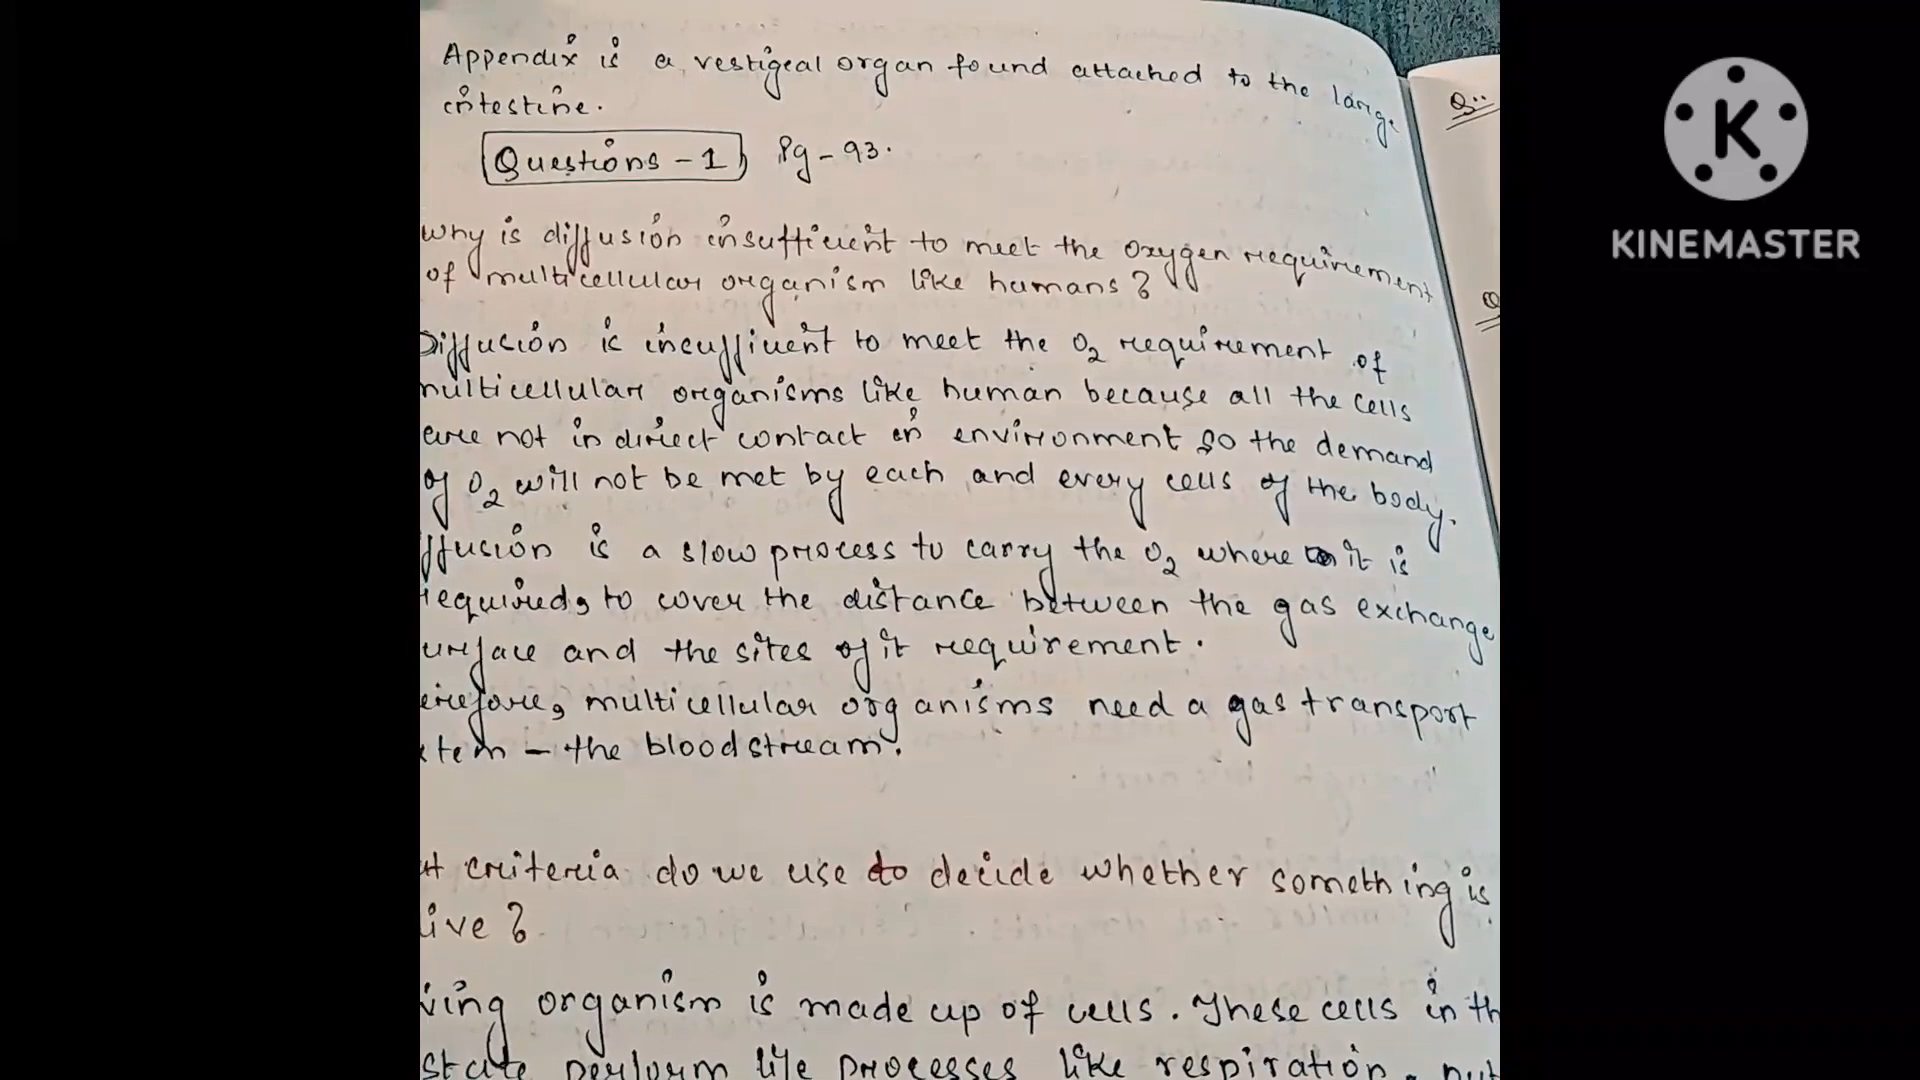 Appendix is a vestigeal organ found attached to the large
intestine.
Questions - 1 Pg - 93.
Q..
Why is diffusion insufficient to meet the oxygen requirement
of multicellular organism like humans?
Q
Diffusion is insufficient to meet the O2 requirement of
multicellular organisms like human because all the cells
are not in direct contact in environment so the demand
of O2 will not be met by each and every cells of the body.
ffusion is a slow process to carry the O2 where it is
required, to cover the distance between the gas exchange
urface and the sites of it requirement.
erefore, multicellular organisms need a gas transport
stem - the bloodstream.
t criteria do we use to decide whether something is
live?
ving organism is made up of cells. These cells in th
state perform life processes like respiration, nut
K
KINEMASTER